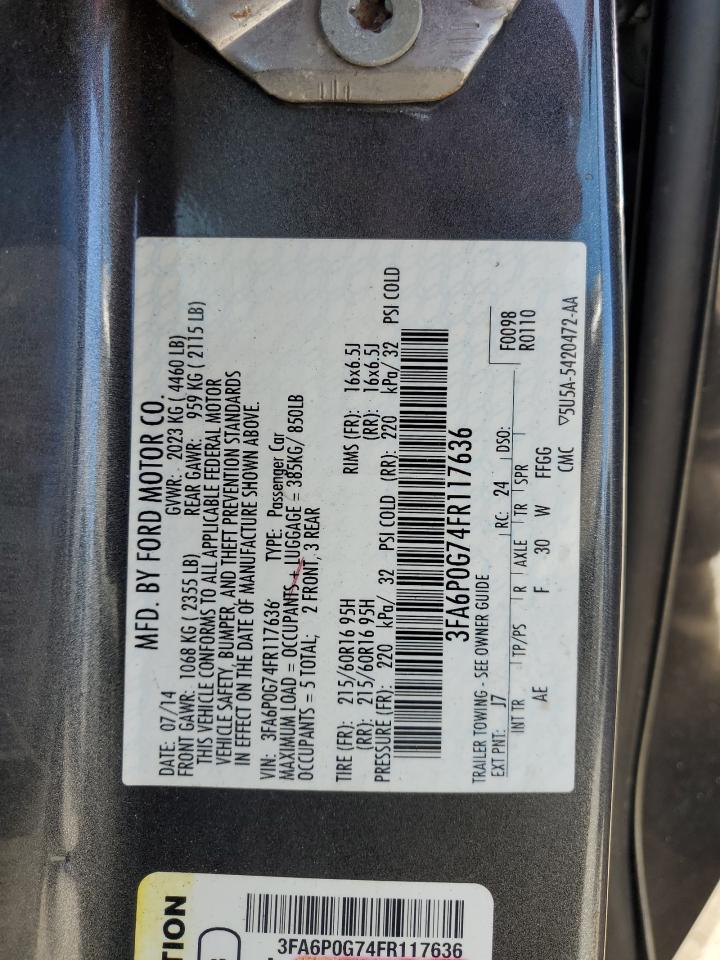 MFD. BY FORD MOTOR CO.
DATE: 07/14 GVWR: 2023 KG ( 4460 LB)
FRONT GAWR: 1068 KG ( 2355 LB) REAR GAWR: 959 KG ( 2115 LB)
THIS VEHICLE CONFORMS TO ALL APPLICABLE FEDERAL MOTOR
VEHICLE SAFETY, BUMPER, AND THEFT PREVENTION STANDARDS
IN EFFECT ON THE DATE OF MANUFACTURE SHOWN ABOVE.
VIN: 3FA6P0G74FR117636 TYPE: Passenger Car
MAXIMUM LOAD = OCCUPANTS + LUGGAGE = 385KG/ 850LB
OCCUPANTS = 5 TOTAL; 2 FRONT, 3 REAR
TIRE (FR): 215/60R16 95H RIMS (FR): 16x6.5J
(RR): 215/60R16 95H (RR): 16x6.5J
PRESSURE (FR): 220 kPa/ 32 PSI COLD (RR): 220 kPa/ 32 PSI COLD
3FA6P0G74FR117636
TRAILER TOWING - SEE OWNER GUIDE
F0098
R0110
EXT PNT: J7 RC: 24 DSO:
INT TR TP/PS R AXLE TR SPR
AE F 30 W FFGG
CMC ▽5U5A-5420472-AA
TION
3FA6P0G74FR117636